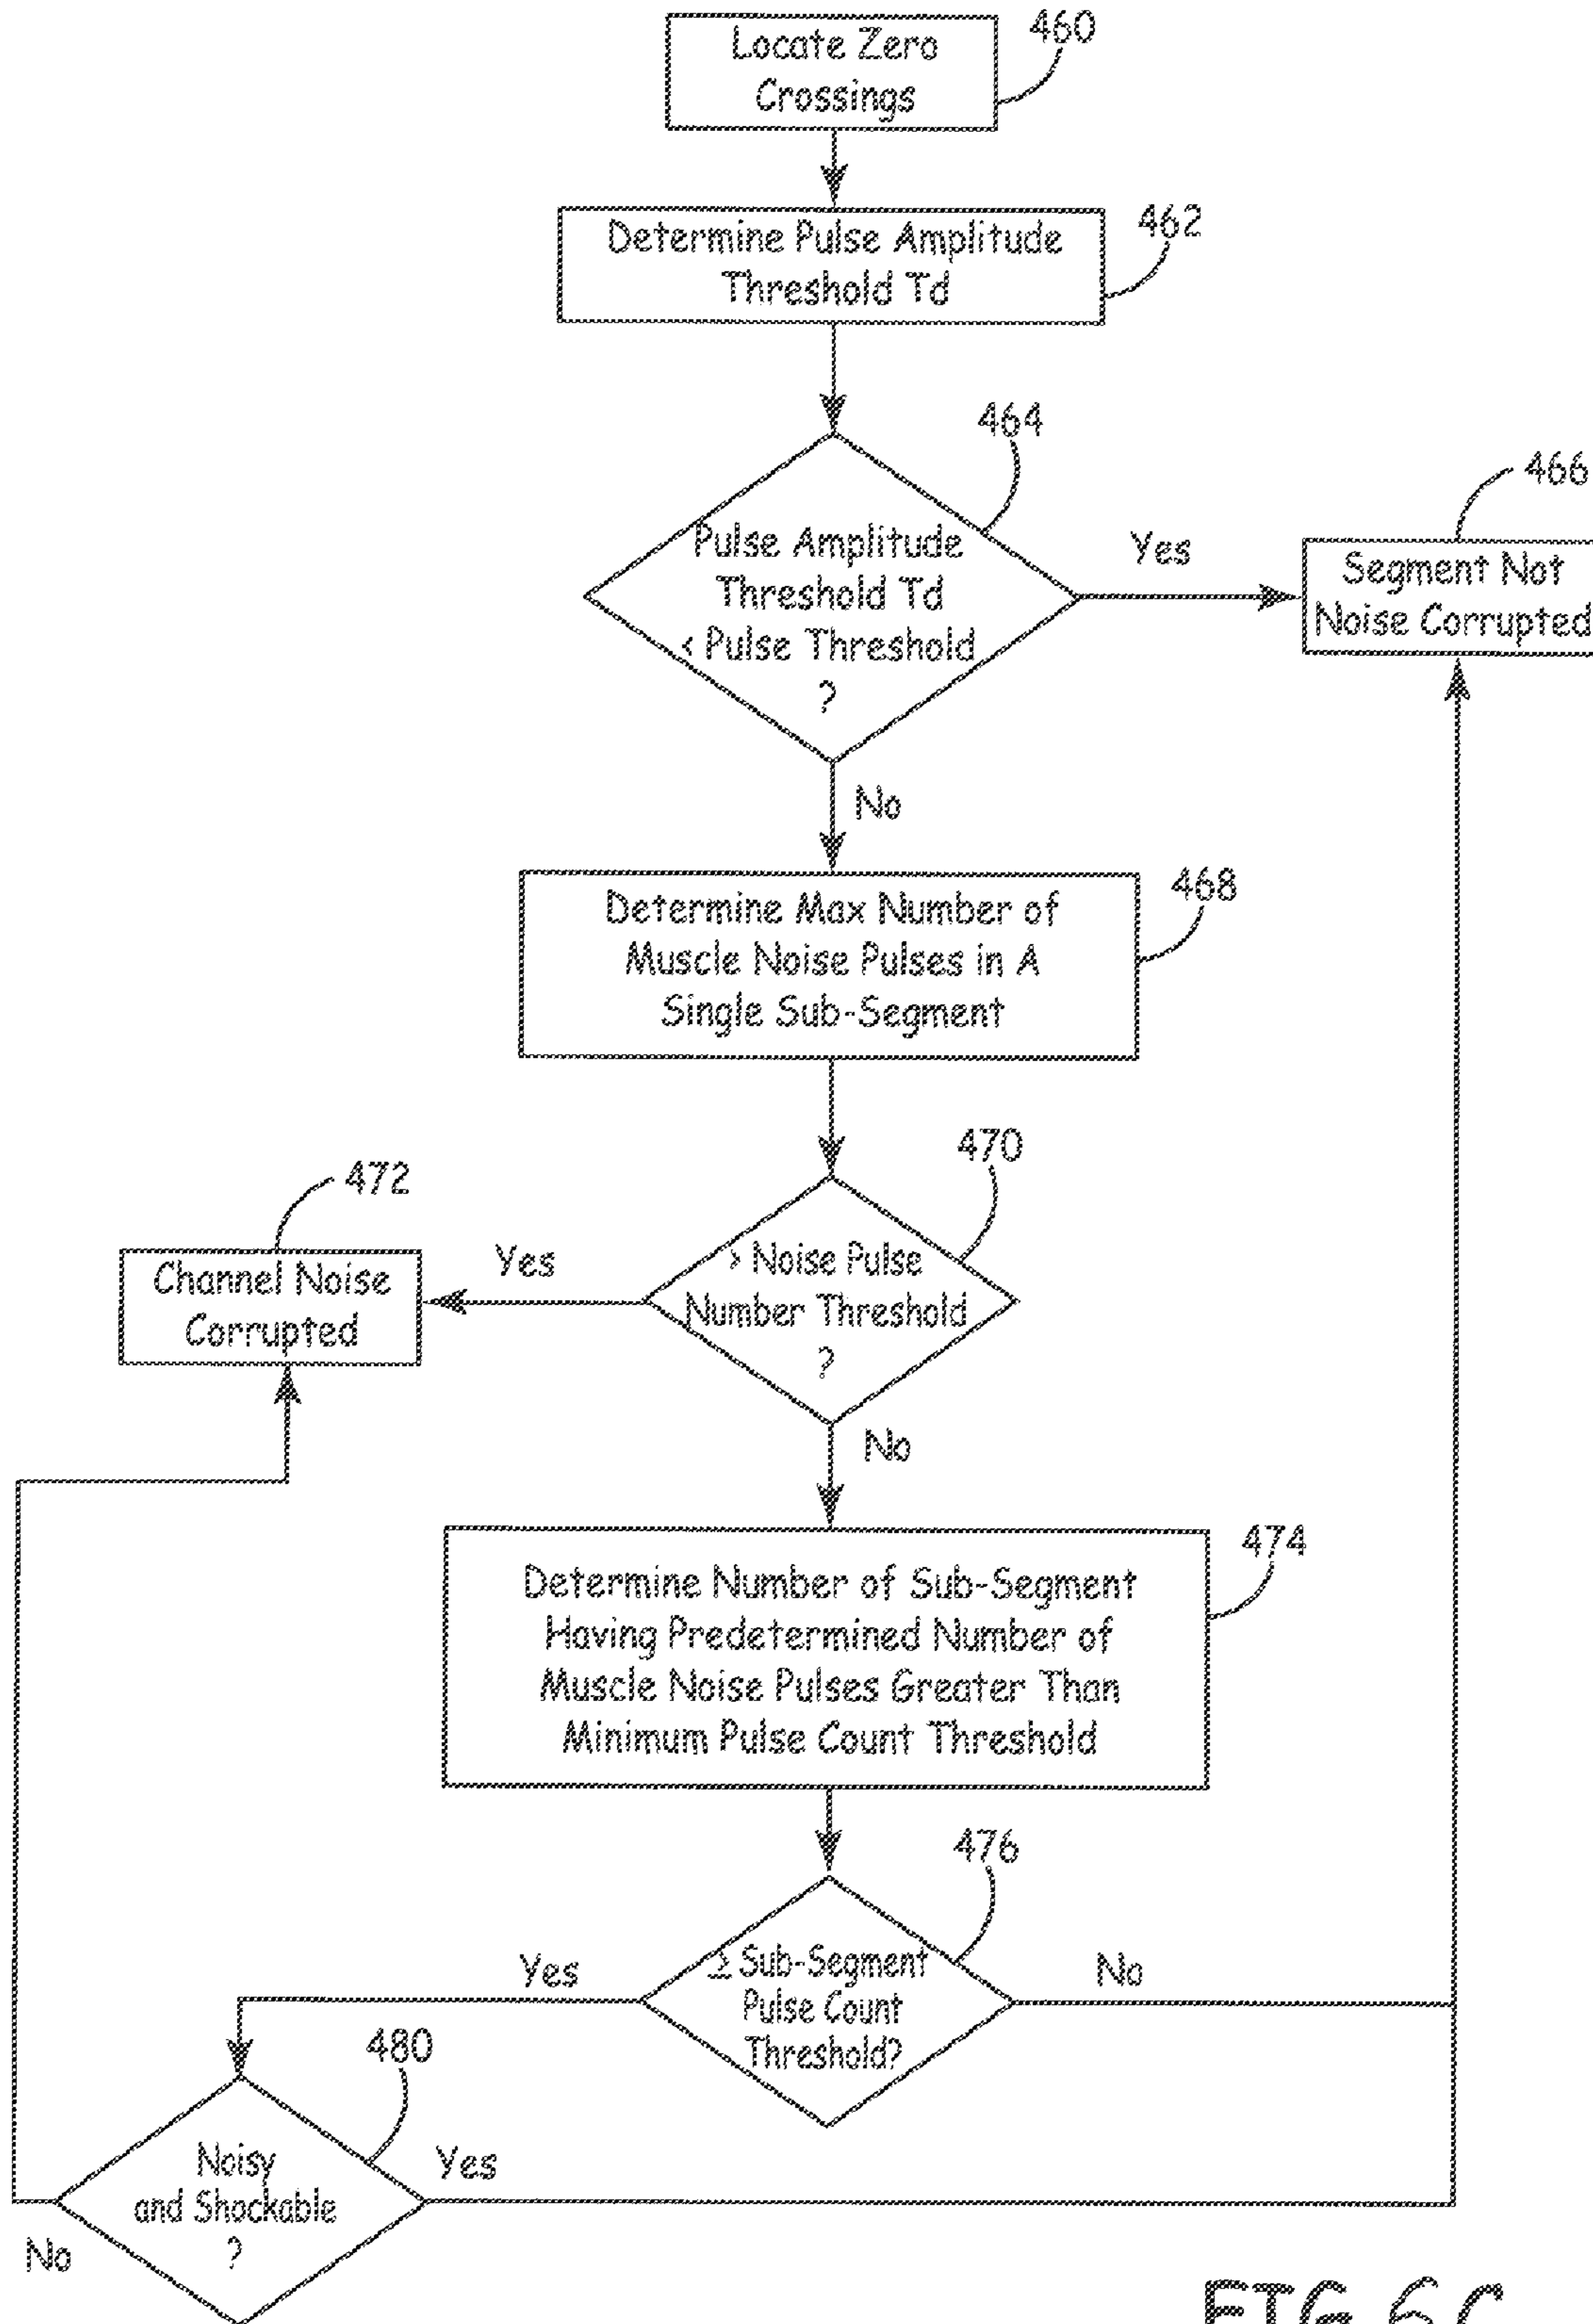 Locate Zero
Crossings
460
Determine Pulse Amplitude
Threshold Td
462
Pulse Amplitude
Threshold Td
< Pulse Threshold
?
464
Yes
466
Segment Not
Noise Corrupted
No
Determine Max Number of
Muscle Noise Pulses in A
Single Sub-Segment
468
470
472
Channel Noise
Corrupted
Yes
> Noise Pulse
Number Threshold
?
No
Determine Number of Sub-Segment
Having Predetermined Number of
Muscle Noise Pulses Greater Than
Minimum Pulse Count Threshold
474
476
Yes
≥ Sub-Segment
Pulse Count
Threshold?
No
480
Noisy
and Shockable
?
Yes
No
FIG. 6C